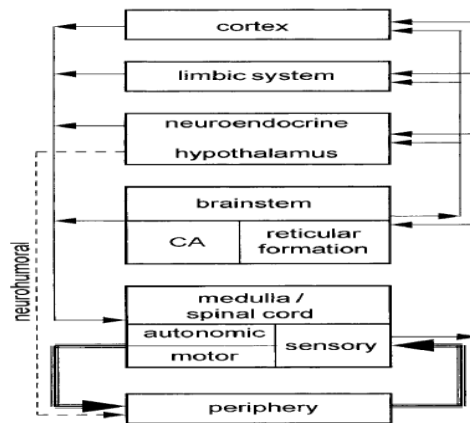 cortex
limbic system
neuroendocrine
hypothalamus
brainstem
CA
reticular
formation
neurohumoral
medulla /
spinal cord
autonomic
motor
sensory
periphery